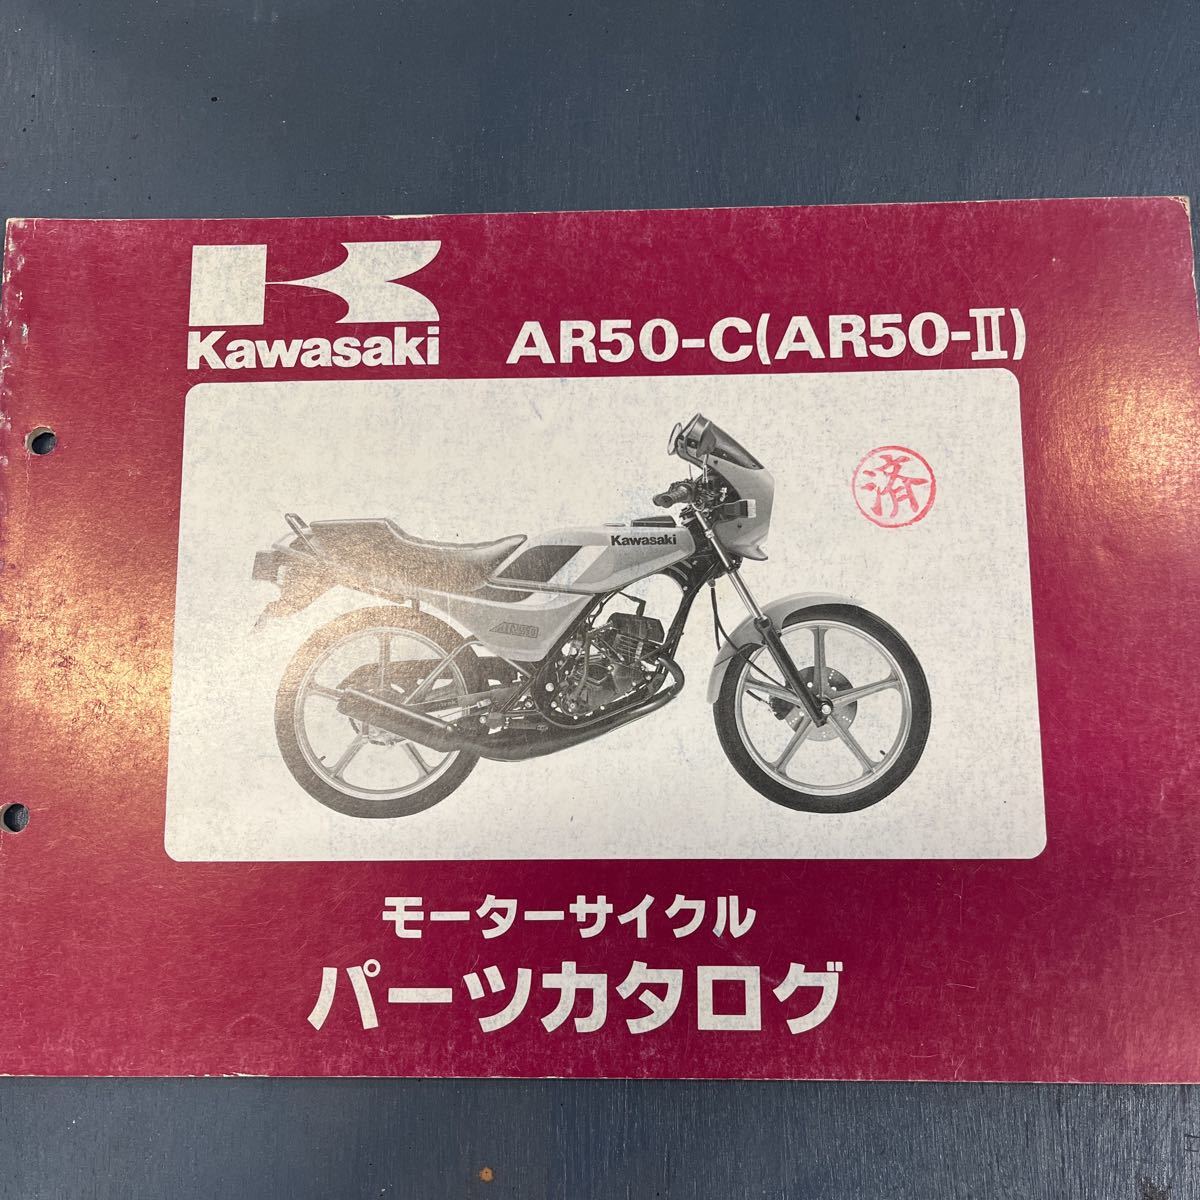 Kawasaki AR50-C(AR50-Ⅱ)
済
Kawasaki
AR50
モーターサイクル
パーツカタログ